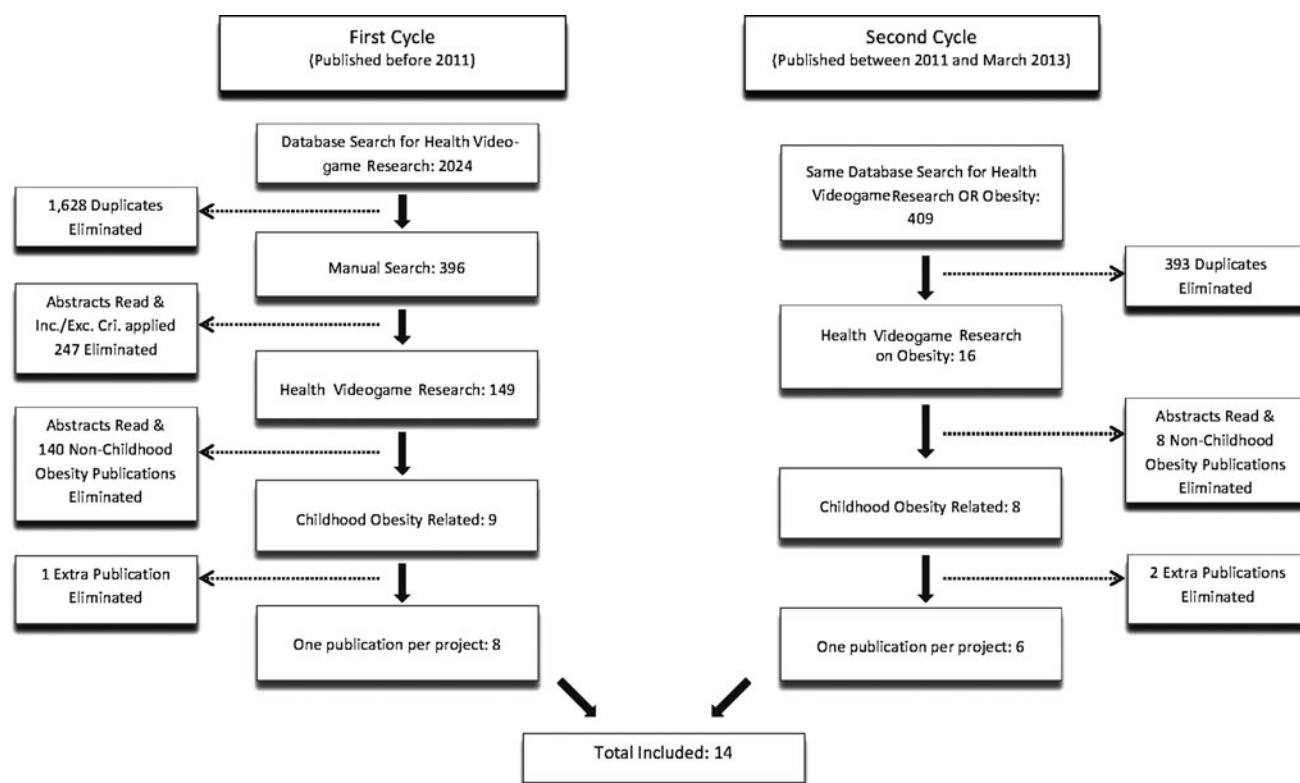 First Cycle
(Published before 2011)
Database Search for Health Video-
game Research: 2024
1,628 Duplicates
Eliminated
Manual Search: 396
Abstracts Read &
Inc./Exc. Cri. applied
247 Eliminated
Health Videogame Research: 149
Abstracts Read &
140 Non-Childhood
Obesity Publications
Eliminated
Childhood Obesity Related: 9
1 Extra Publication
Eliminated
One publication per project: 8
Second Cycle
(Published between 2011 and March 2013)
Same Database Search for Health
Videogame Research OR Obesity:
409
393 Duplicates
Eliminated
Health Videogame Research
on Obesity: 16
Abstracts Read &
8 Non-Childhood
Obesity Publications
Eliminated
Childhood Obesity Related: 8
2 Extra Publications
Eliminated
One publication per project: 6
Total Included: 14